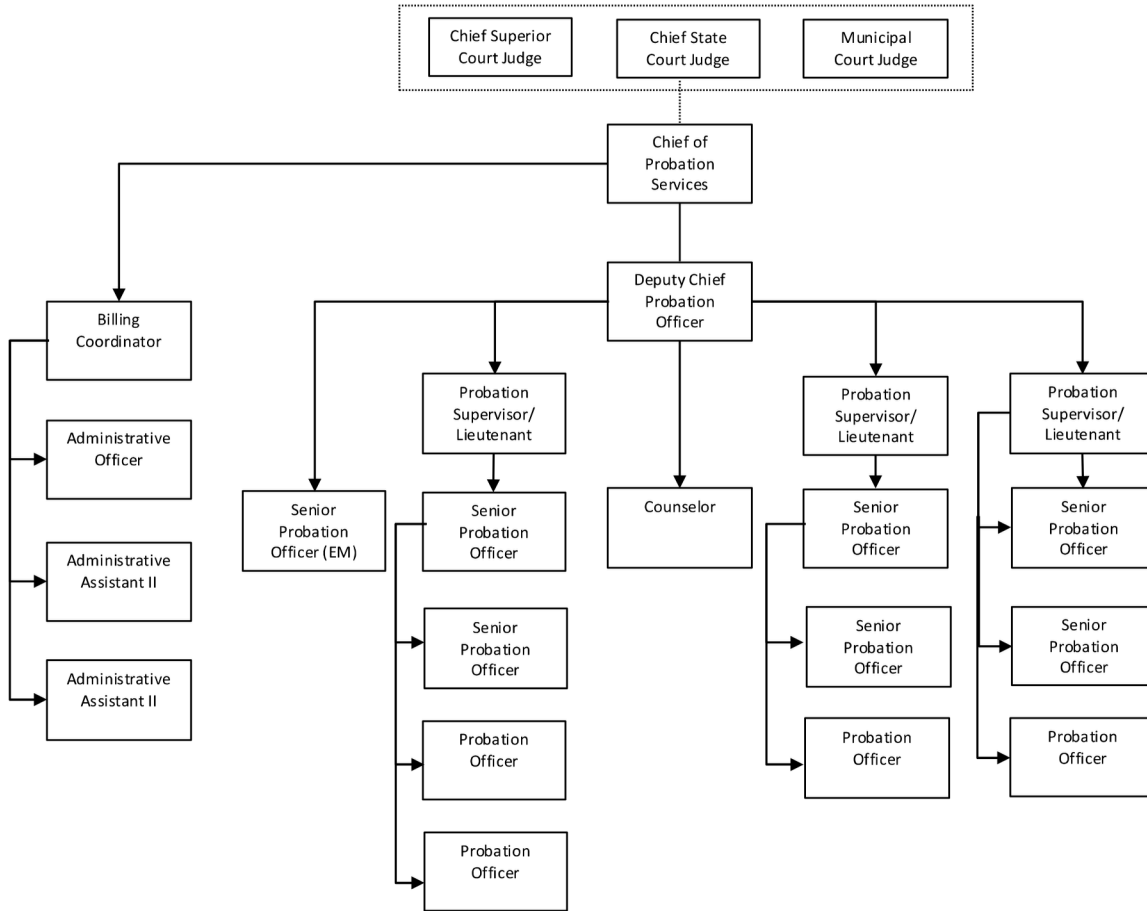 Chief Superior
Court Judge
Chief State
Court Judge
Municipal
Court Judge
Chief of
Probation
Services
Deputy Chief
Probation
Officer
Billing
Coordinator
Administrative
Officer
Administrative
Assistant II
Administrative
Assistant II
Senior
Probation
Officer (EM)
Probation
Supervisor/
Lieutenant
Senior
Probation
Officer
Senior
Probation
Officer
Probation
Officer
Probation
Officer
Counselor
Probation
Supervisor/
Lieutenant
Senior
Probation
Officer
Senior
Probation
Officer
Probation
Officer
Probation
Supervisor/
Lieutenant
Senior
Probation
Officer
Senior
Probation
Officer
Probation
Officer